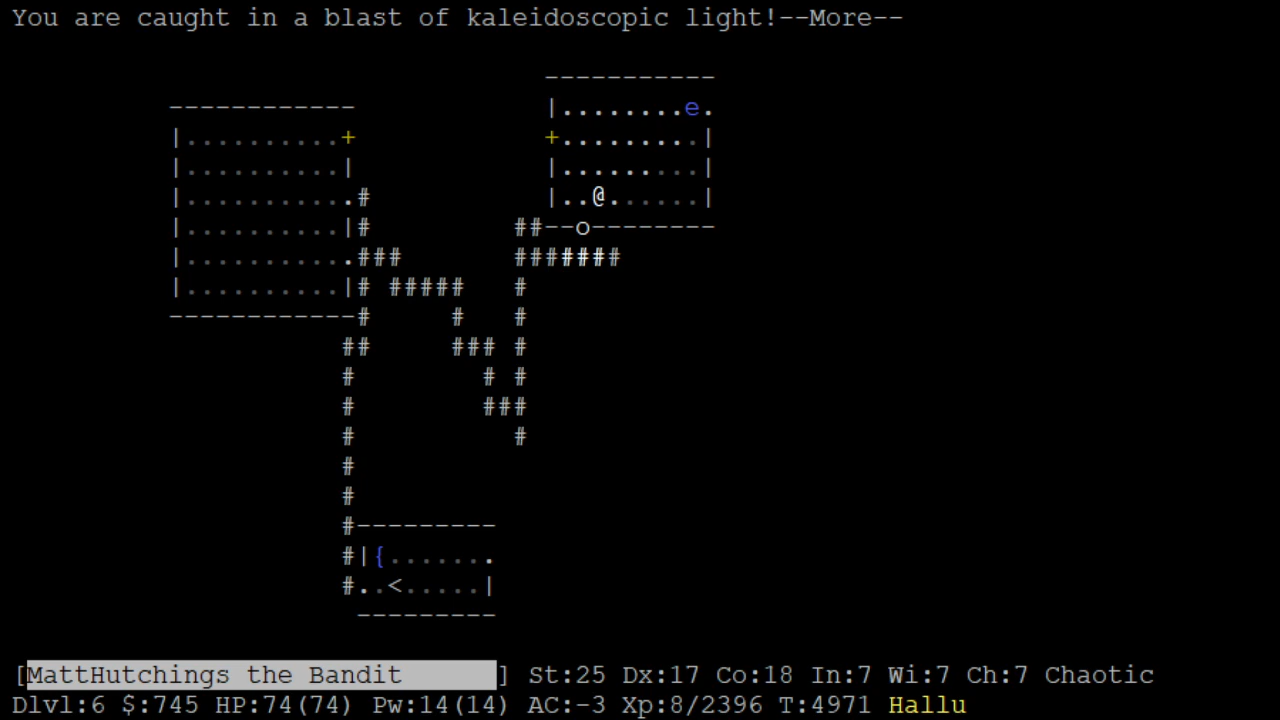 You are caught in a blast of kaleidoscopic light!--More--
                                  -----------
          ------------            |........e.
          |..........+            +.........|
          |..........|            |.........|
          |...........#           |..@......|
          |..........|#         ##--o--------
          |...........###       #######
          |..........|# #####   #
          ------------#     #   #
                     ##     ### #
                     #        # #
                     #        ###
                     #          #
                     #
                     #
                     #---------
                     #|{.......
                     #..<.....|
                      ---------
[MattHutchings the Bandit      ] St:25 Dx:17 Co:18 In:7 Wi:7 Ch:7 Chaotic
Dlvl:6 $:745 HP:74(74) Pw:14(14) AC:-3 Xp:8/2396 T:4971 Hallu